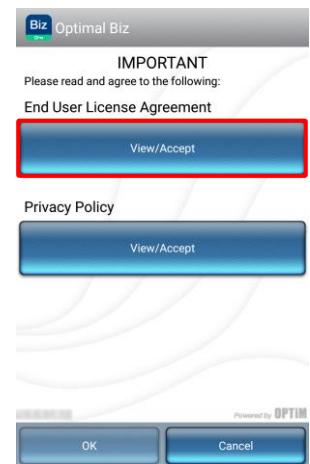 Biz
Optimal Biz
IMPORTANT
Please read and agree to the following:
End User License Agreement
View/Accept
Privacy Policy
View/Accept
Powered by OPTiM
OK
Cancel